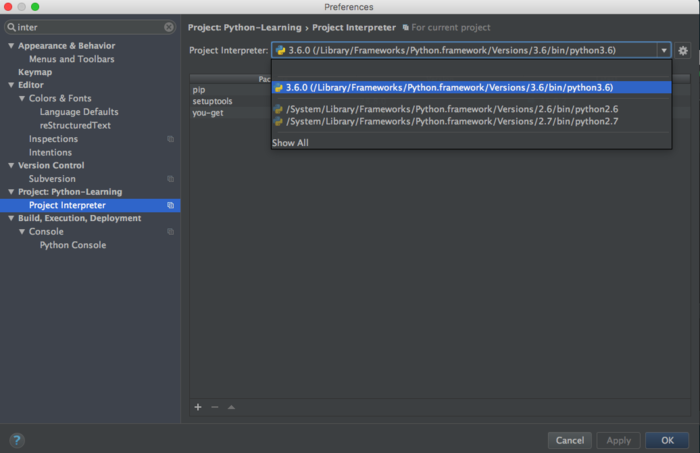 Preferences
inter
Project: Python-Learning › Project Interpreter For current project
Appearance & Behavior
Menus and Toolbars
Keymap
Editor
Colors & Fonts
Language Defaults
reStructuredText
Inspections
Intentions
Version Control
Subversion
Project: Python-Learning
Project Interpreter
Build, Execution, Deployment
Console
Python Console
Project Interpreter: 3.6.0 (/Library/Frameworks/Python.framework/Versions/3.6/bin/python3.6)
3.6.0 (/Library/Frameworks/Python.framework/Versions/3.6/bin/python3.6)
/System/Library/Frameworks/Python.framework/Versions/2.6/bin/python2.6
/System/Library/Frameworks/Python.framework/Versions/2.7/bin/python2.7
Show All
Pac
pip
setuptools
you-get
?
Cancel
Apply
OK